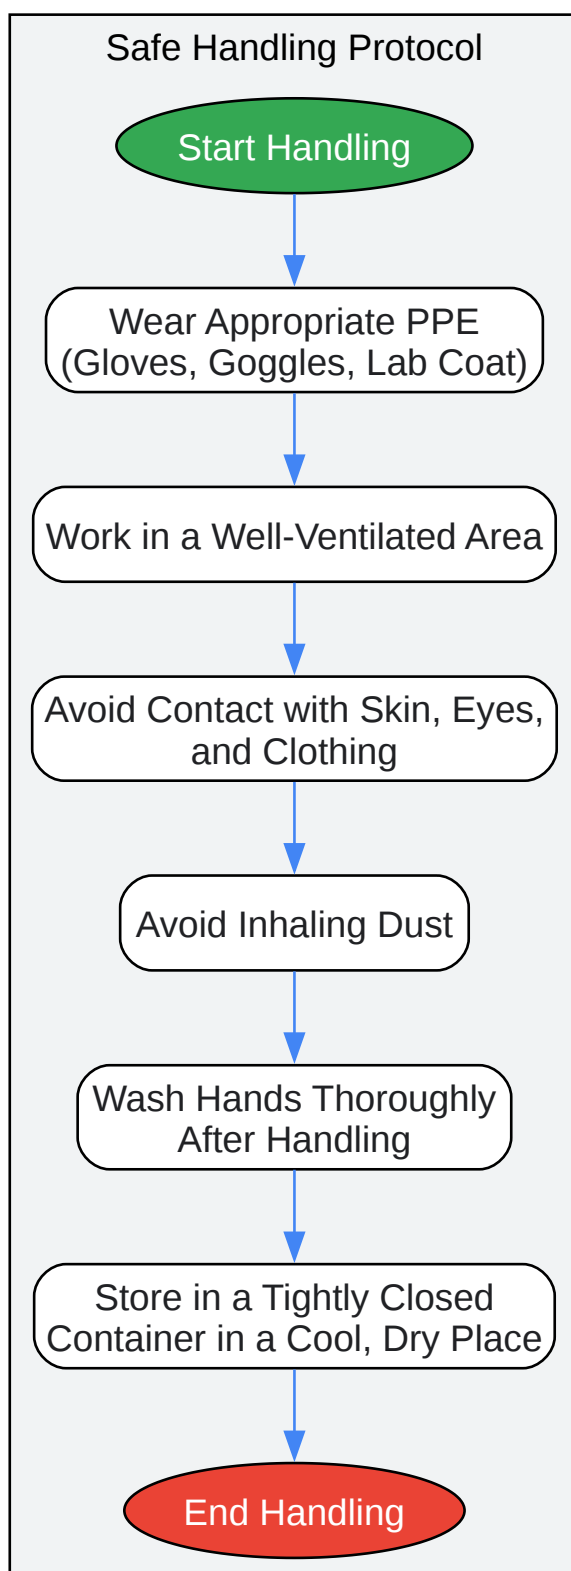 Safe Handling Protocol
Start Handling
Wear Appropriate PPE
(Gloves, Goggles, Lab Coat)
Work in a Well-Ventilated Area
Avoid Contact with Skin, Eyes,
and Clothing
Avoid Inhaling Dust
Wash Hands Thoroughly
After Handling
Store in a Tightly Closed
Container in a Cool, Dry Place
End Handling